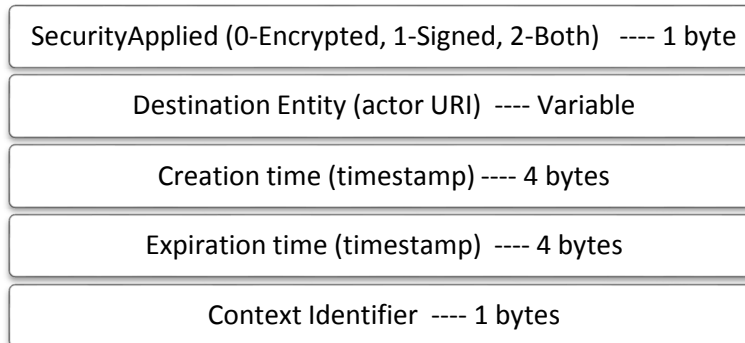 SecurityApplied (0-Encrypted, 1-Signed, 2-Both) ---- 1 byte
Destination Entity (actor URI) ---- Variable
Creation time (timestamp) ---- 4 bytes
Expiration time (timestamp) ---- 4 bytes
Context Identifier ---- 1 bytes